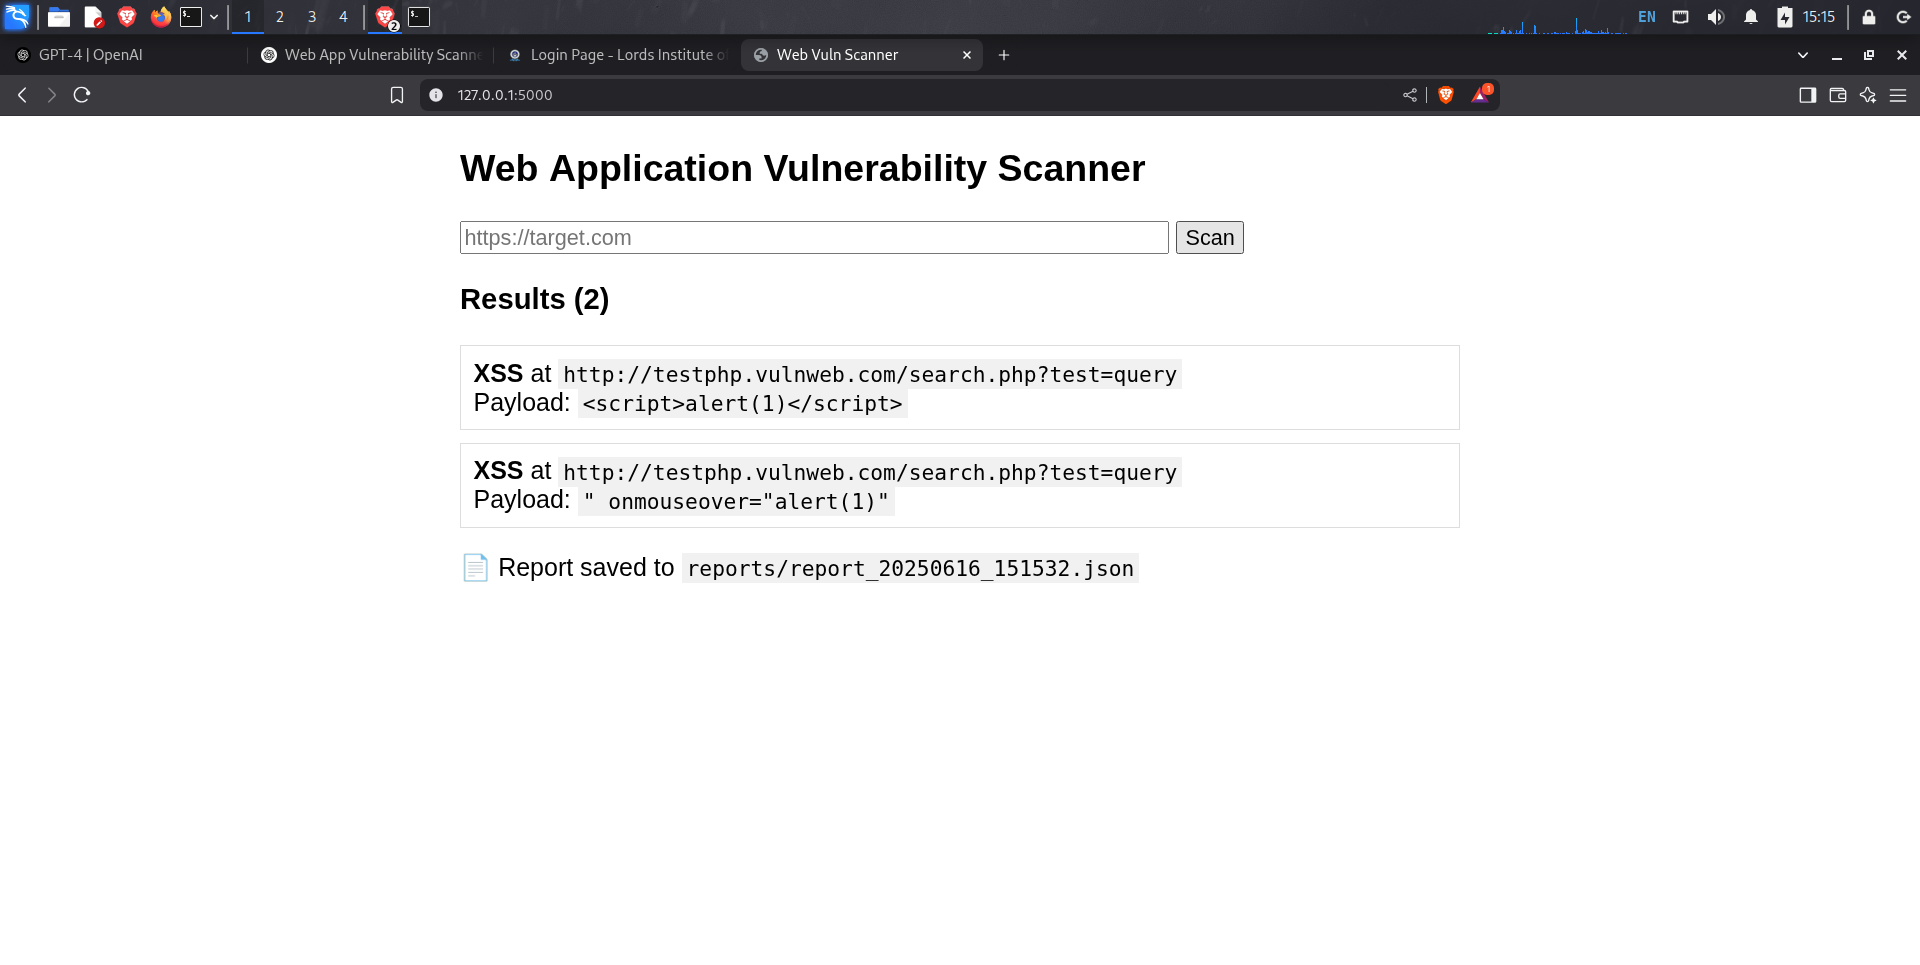 1 2 3 4 2 EN 15:15
GPT-4 | OpenAI Web App Vulnerability Scanne Login Page - Lords Institute o Web Vuln Scanner
127.0.0.1:5000 1
Web Application Vulnerability Scanner
https://target.com Scan
Results (2)
XSS at http://testphp.vulnweb.com/search.php?test=query
Payload: <script>alert(1)</script>
XSS at http://testphp.vulnweb.com/search.php?test=query
Payload: " onmouseover="alert(1)"
Report saved to reports/report_20250616_151532.json